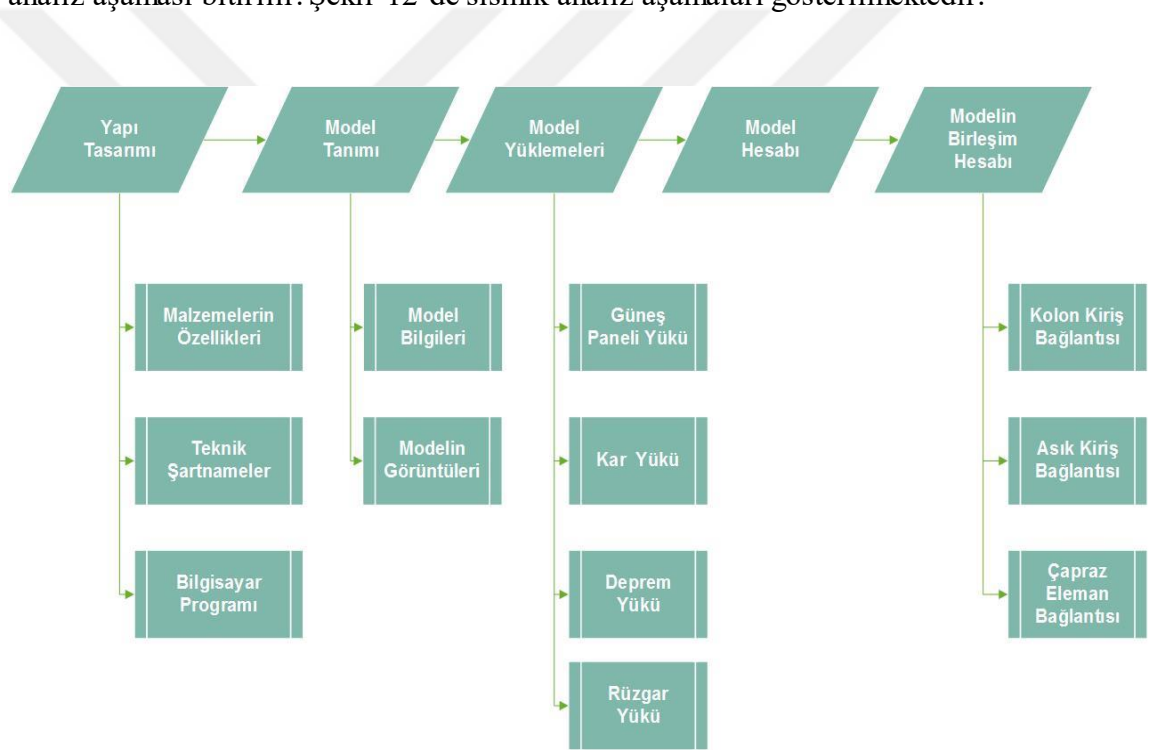 analiz aşaması bitirilir. Şekil 12'de sismik analiz aşamaları gösterilmektedir.
Yapı
Tasarımı
Model
Tanımı
Model
Yüklemeleri
Model
Hesabı
Modelin
Birleşim
Hesabı
Malzemelerin
Özellikleri
Teknik
Şartnameler
Bilgisayar
Programı
Model
Bilgileri
Modelin
Görüntüleri
Güneş
Paneli Yükü
Kar Yükü
Deprem
Yükü
Rüzgar
Yükü
Kolon Kiriş
Bağlantısı
Asık Kiriş
Bağlantısı
Çapraz
Eleman
Bağlantısı